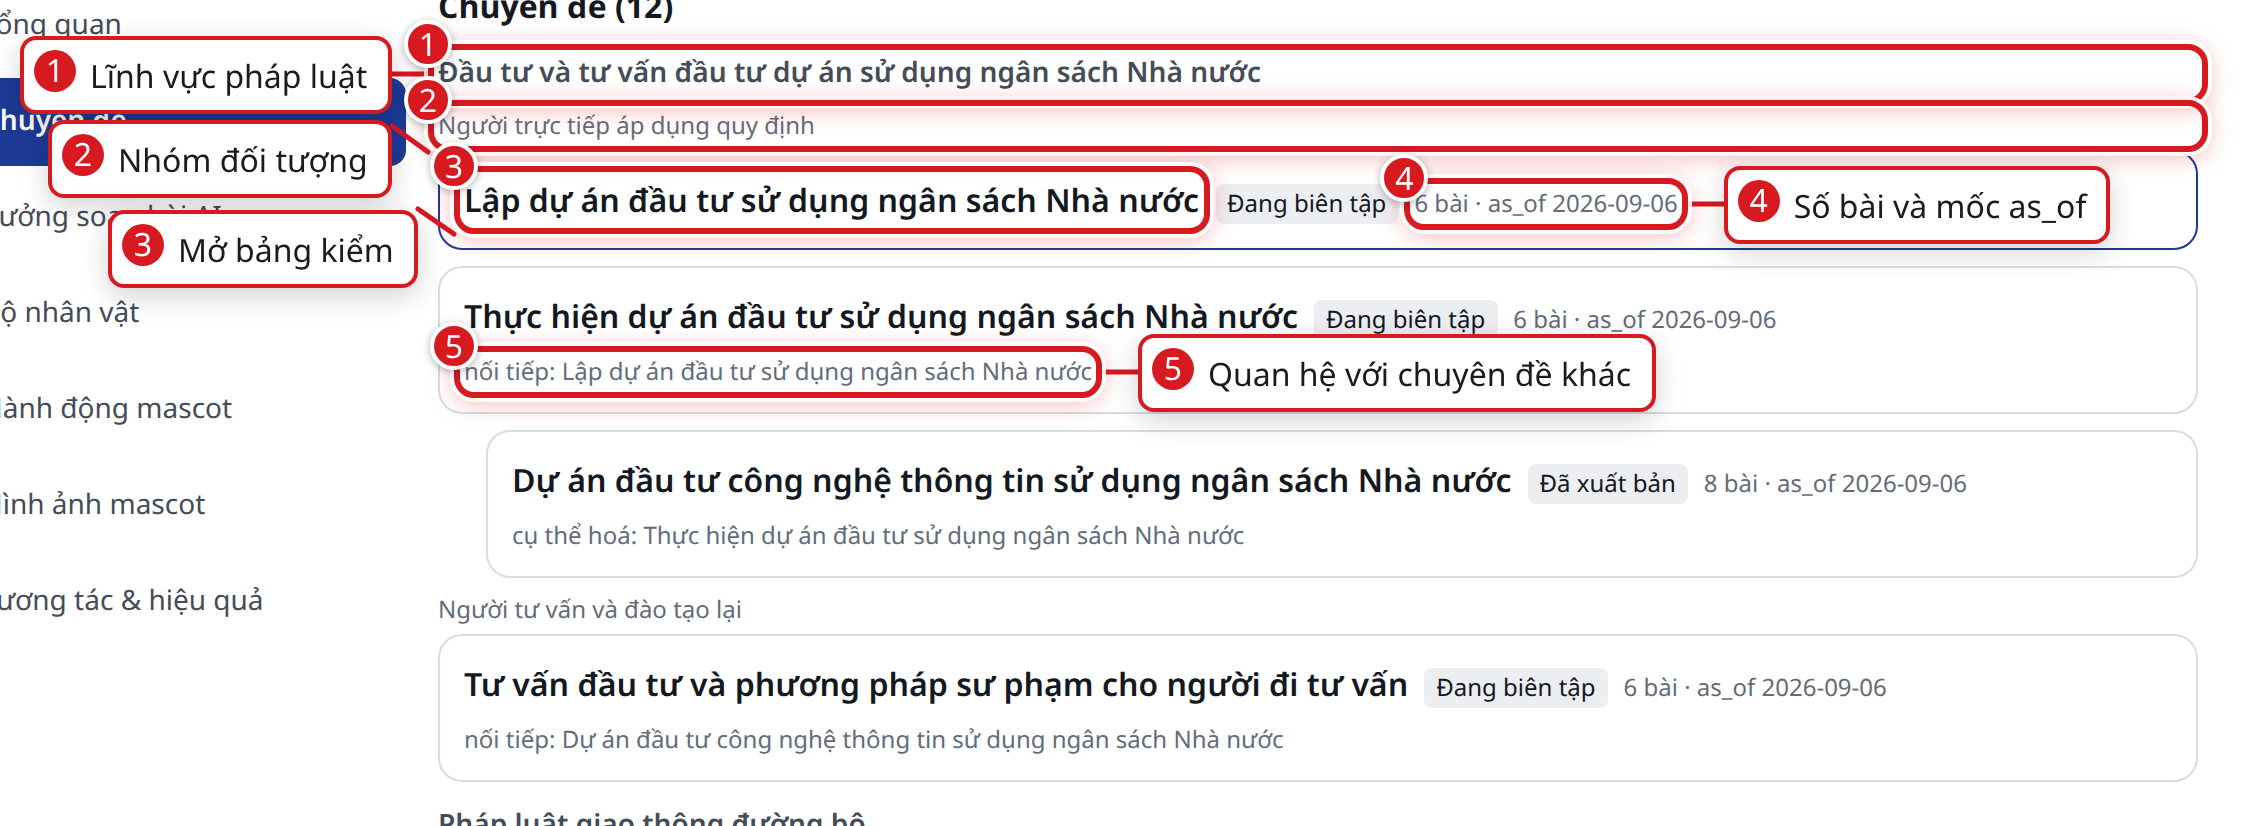 Chuyên đề (12)
ổng quan
1 Lĩnh vực pháp luật
1
Đầu tư và tư vấn đầu tư dự án sử dụng ngân sách Nhà nước
2
Người trực tiếp áp dụng quy định
2 Nhóm đối tượng
3
Lập dự án đầu tư sử dụng ngân sách Nhà nước
Đang biên tập
4
6 bài · as_of 2026-09-06
4 Số bài và mốc as_of
3 Mở bảng kiểm
ộ nhân vật
Thực hiện dự án đầu tư sử dụng ngân sách Nhà nước
Đang biên tập
6 bài · as_of 2026-09-06
5
nối tiếp: Lập dự án đầu tư sử dụng ngân sách Nhà nước
5 Quan hệ với chuyên đề khác
ành động mascot
Dự án đầu tư công nghệ thông tin sử dụng ngân sách Nhà nước
Đã xuất bản
8 bài · as_of 2026-09-06
ình ảnh mascot
cụ thể hoá: Thực hiện dự án đầu tư sử dụng ngân sách Nhà nước
ương tác & hiệu quả
Người tư vấn và đào tạo lại
Tư vấn đầu tư và phương pháp sư phạm cho người đi tư vấn
Đang biên tập
6 bài · as_of 2026-09-06
nối tiếp: Dự án đầu tư công nghệ thông tin sử dụng ngân sách Nhà nước
Pháp luật giao thông đường bộ